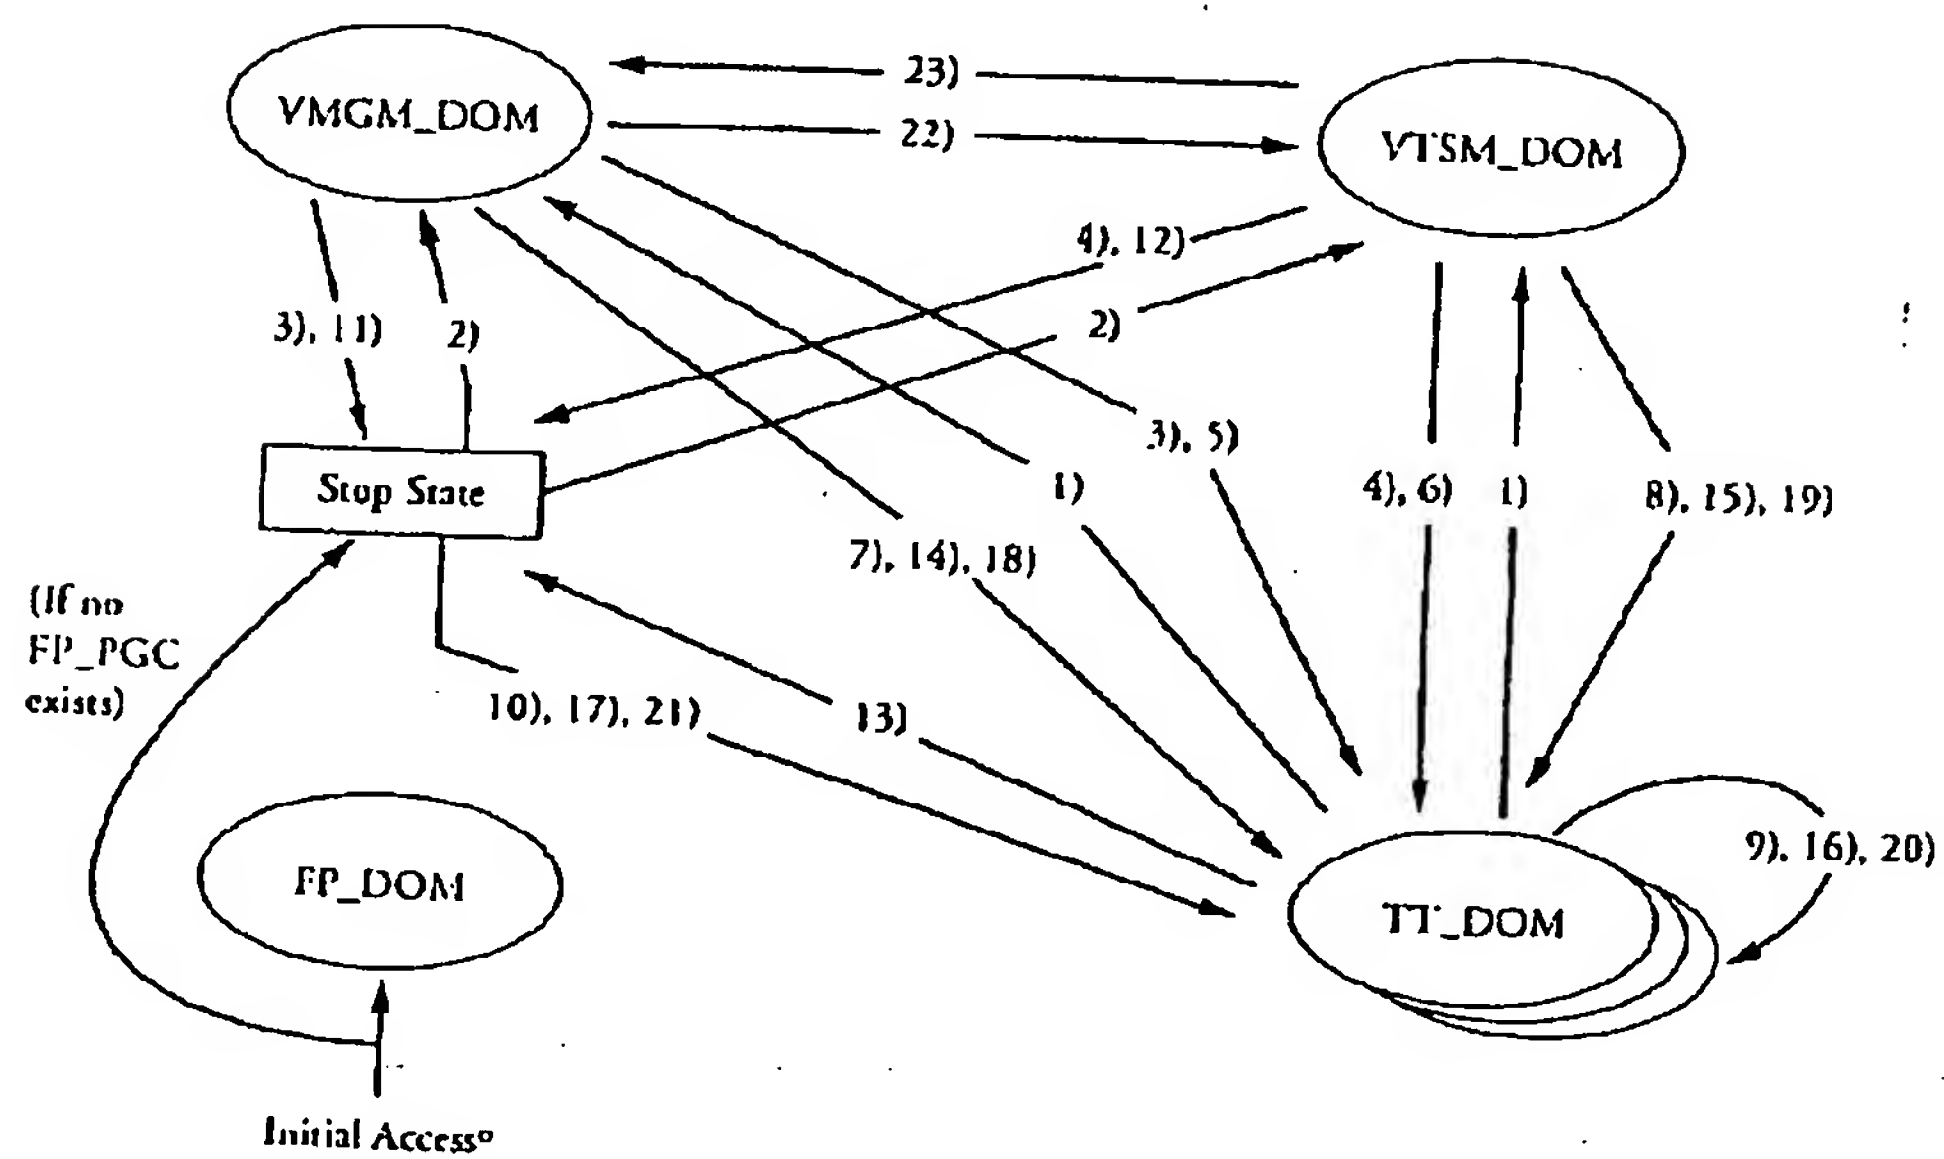 23)
VMGM_DOM
22)
VTSM_DOM
4), 12)
3), 11)
2)
2)
3), 5)
Stop State
1)
4), 6)
1)
8), 15), 19)
7), 14), 18)
(If no
FP_PGC
exists)
10), 17), 21)
13)
9), 16), 20)
FP_DOM
TT_DOM
Initial Access